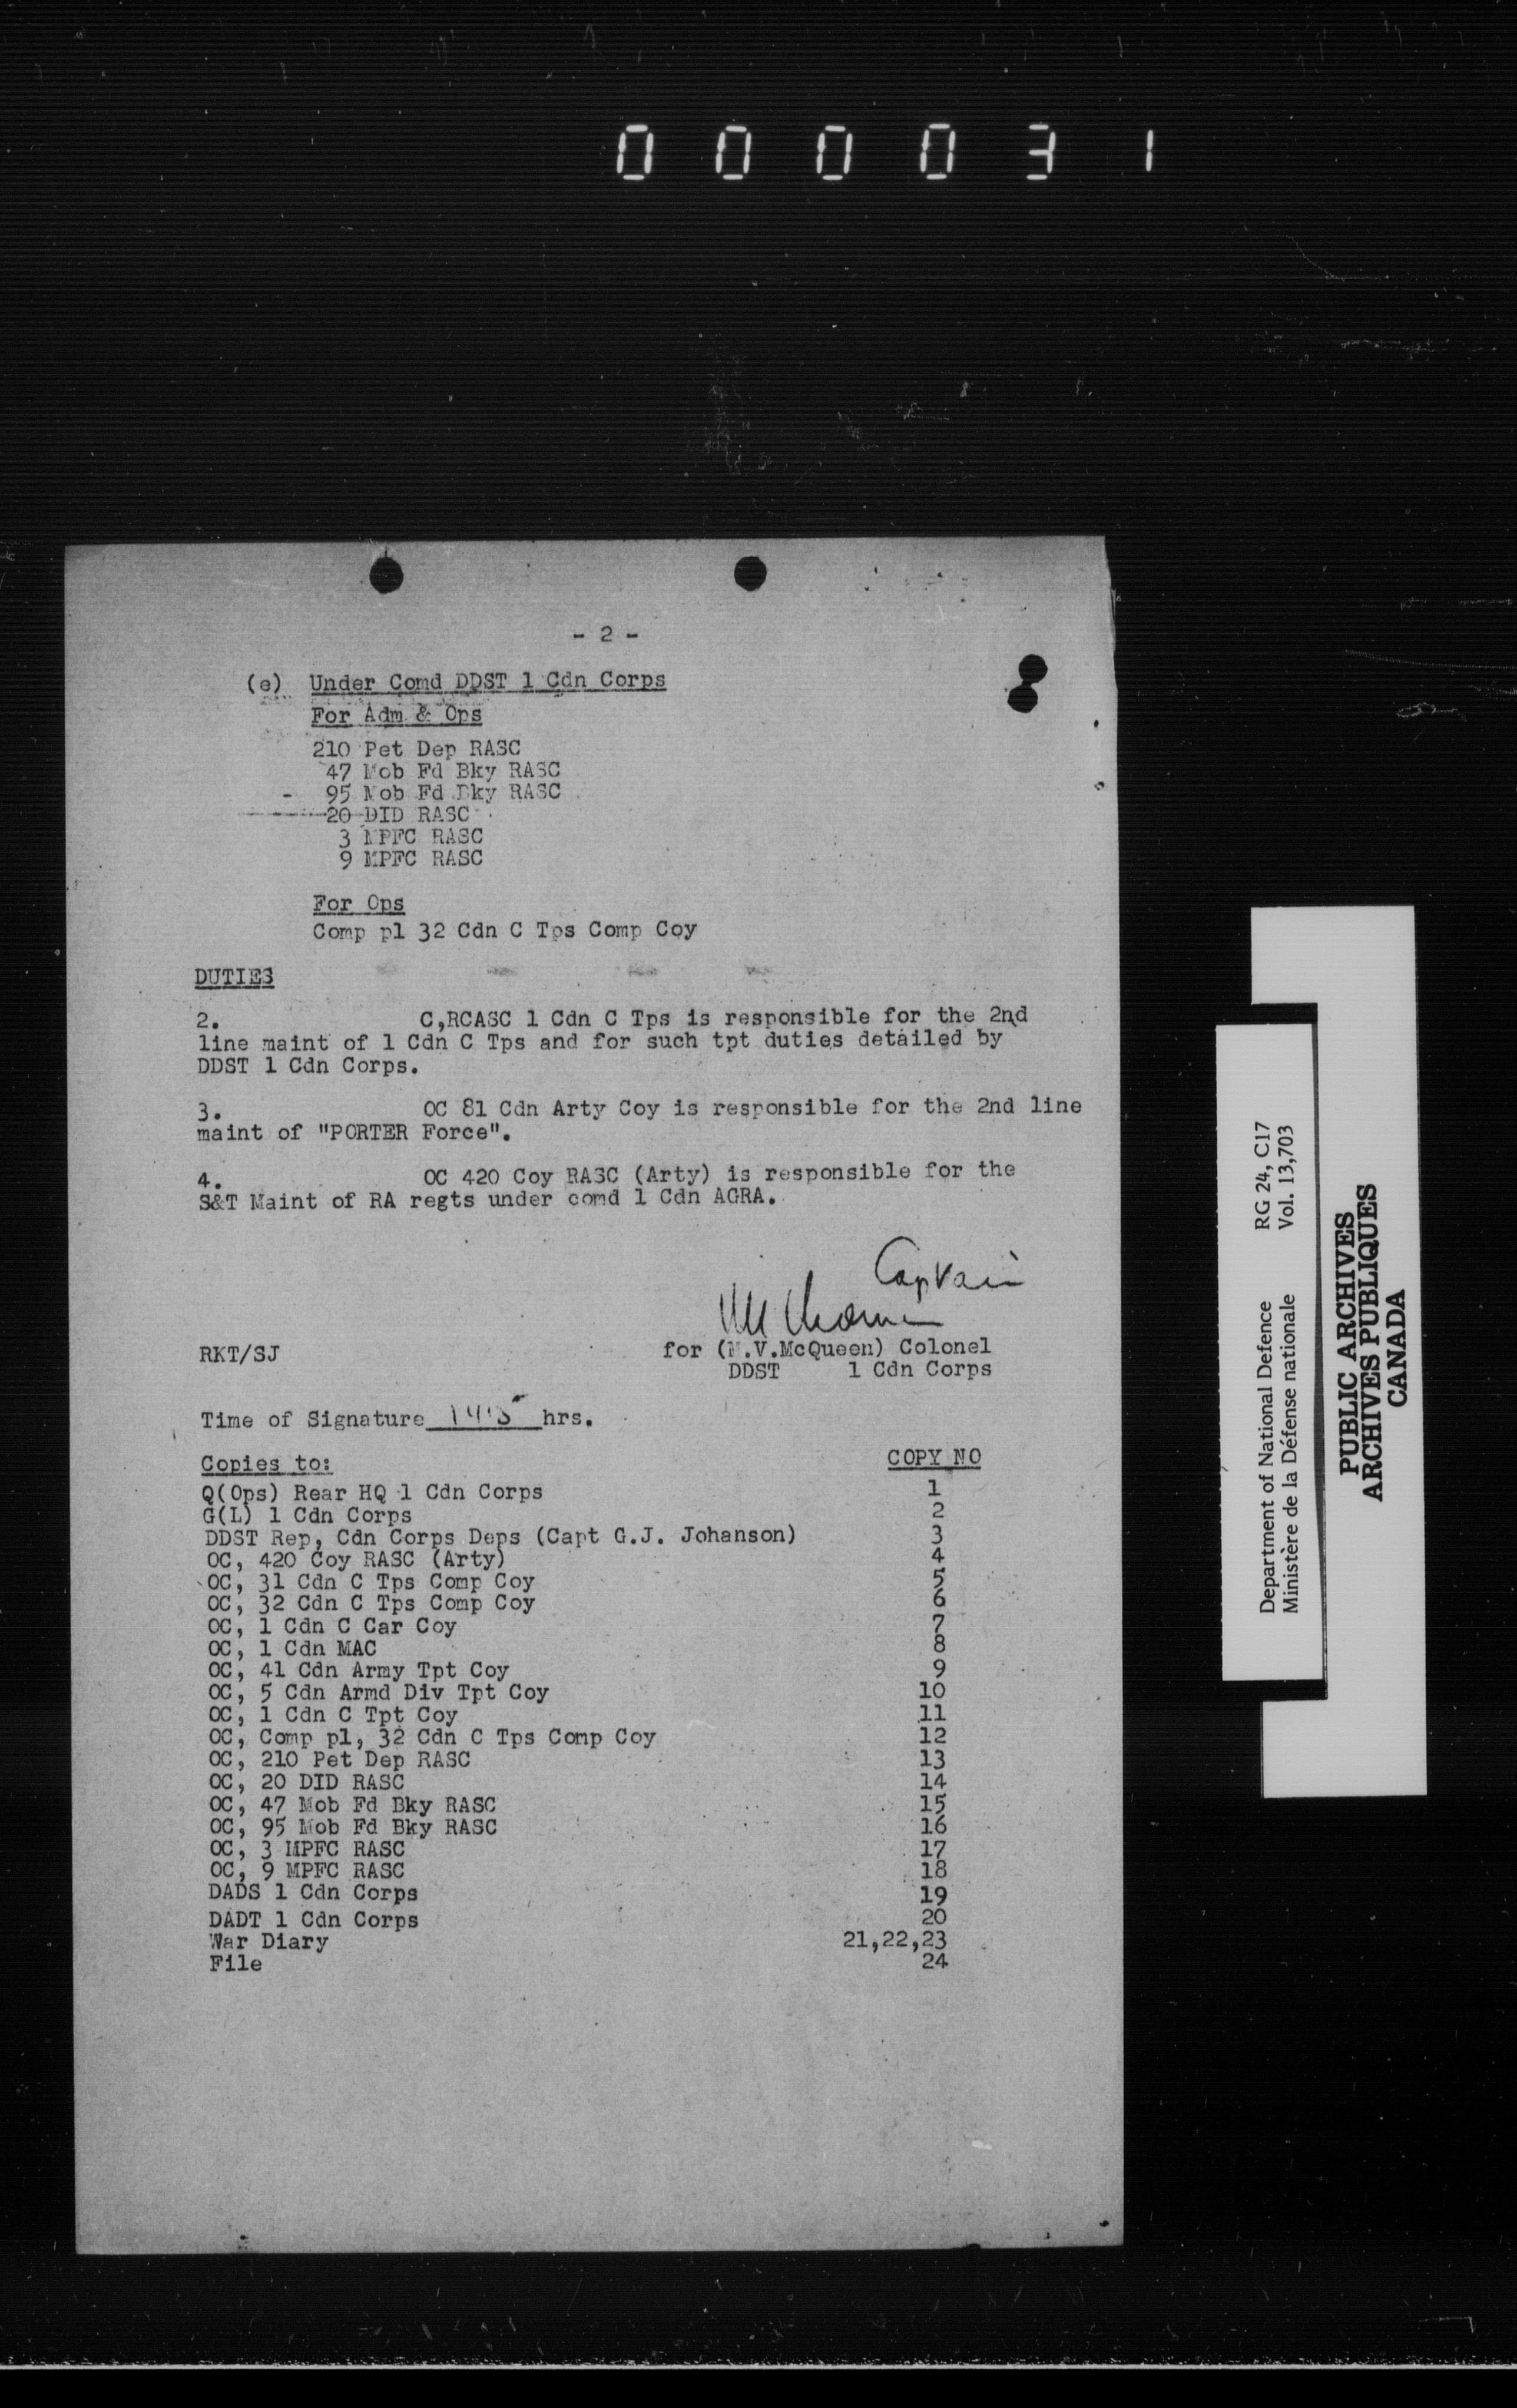 000031
- 2 -
(e) Under Comd DDST 1 Cdn Corps
For Adm & Ops
210 Pet Dep RASC
47 Mob Fd Bky RASC
- 95 Mob Fd Bky RASC
20 DID RASC
3 MPFC RASC
9 MPFC RASC
For Ops
Comp pl 32 Cdn C Tps Comp Coy
DUTIES
2. C,RCASC 1 Cdn C Tps is responsible for the 2nd
line maint of 1 Cdn C Tps and for such tpt duties detailed by
DDST 1 Cdn Corps.
3. OC 81 Cdn Arty Coy is responsible for the 2nd line
maint of "PORTER Force".
4. OC 420 Coy RASC (Arty) is responsible for the
S&T Maint of RA regts under comd 1 Cdn AGRA.
Captain
RKT/SJ for (M.V.McQueen) Colonel
DDST 1 Cdn Corps
Time of Signature 1415 hrs.
Copies to: COPY NO
Q(Ops) Rear HQ 1 Cdn Corps 1
G(L) 1 Cdn Corps 2
DDST Rep, Cdn Corps Deps (Capt G.J. Johanson) 3
OC, 420 Coy RASC (Arty) 4
OC, 31 Cdn C Tps Comp Coy 5
OC, 32 Cdn C Tps Comp Coy 6
OC, 1 Cdn C Car Coy 7
OC, 1 Cdn MAC 8
OC, 41 Cdn Army Tpt Coy 9
OC, 5 Cdn Armd Div Tpt Coy 10
OC, 1 Cdn C Tpt Coy 11
OC, Comp pl, 32 Cdn C Tps Comp Coy 12
OC, 210 Pet Dep RASC 13
OC, 20 DID RASC 14
OC, 47 Mob Fd Bky RASC 15
OC, 95 Mob Fd Bky RASC 16
OC, 3 MPFC RASC 17
OC, 9 MPFC RASC 18
DADS 1 Cdn Corps 19
DADT 1 Cdn Corps 20
War Diary 21,22,23
File 24
Department of National Defence RG 24, C17
Ministère de la Défense nationale Vol. 13,703
PUBLIC ARCHIVES
ARCHIVES PUBLIQUES
CANADA